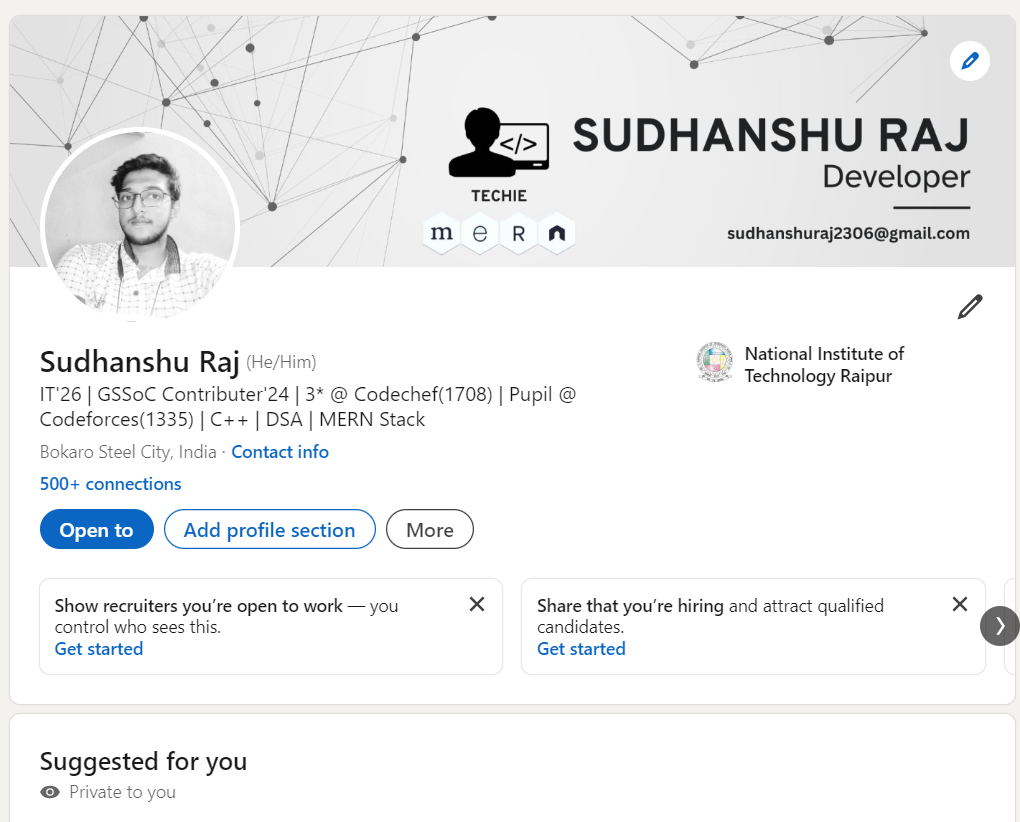 SUDHANSHU RAJ
Developer
</>
TECHIE
m e R n
sudhanshuraj2306@gmail.com
Sudhanshu Raj (He/Him)
IT'26 | GSSoC Contributer'24 | 3* @ Codechef(1708) | Pupil @
Codeforces(1335) | C++ | DSA | MERN Stack
Bokaro Steel City, India · Contact info
500+ connections
National Institute of
Technology Raipur
Open to
Add profile section
More
Show recruiters you’re open to work — you
control who sees this.
Get started
Share that you’re hiring and attract qualified
candidates.
Get started
Suggested for you
Private to you